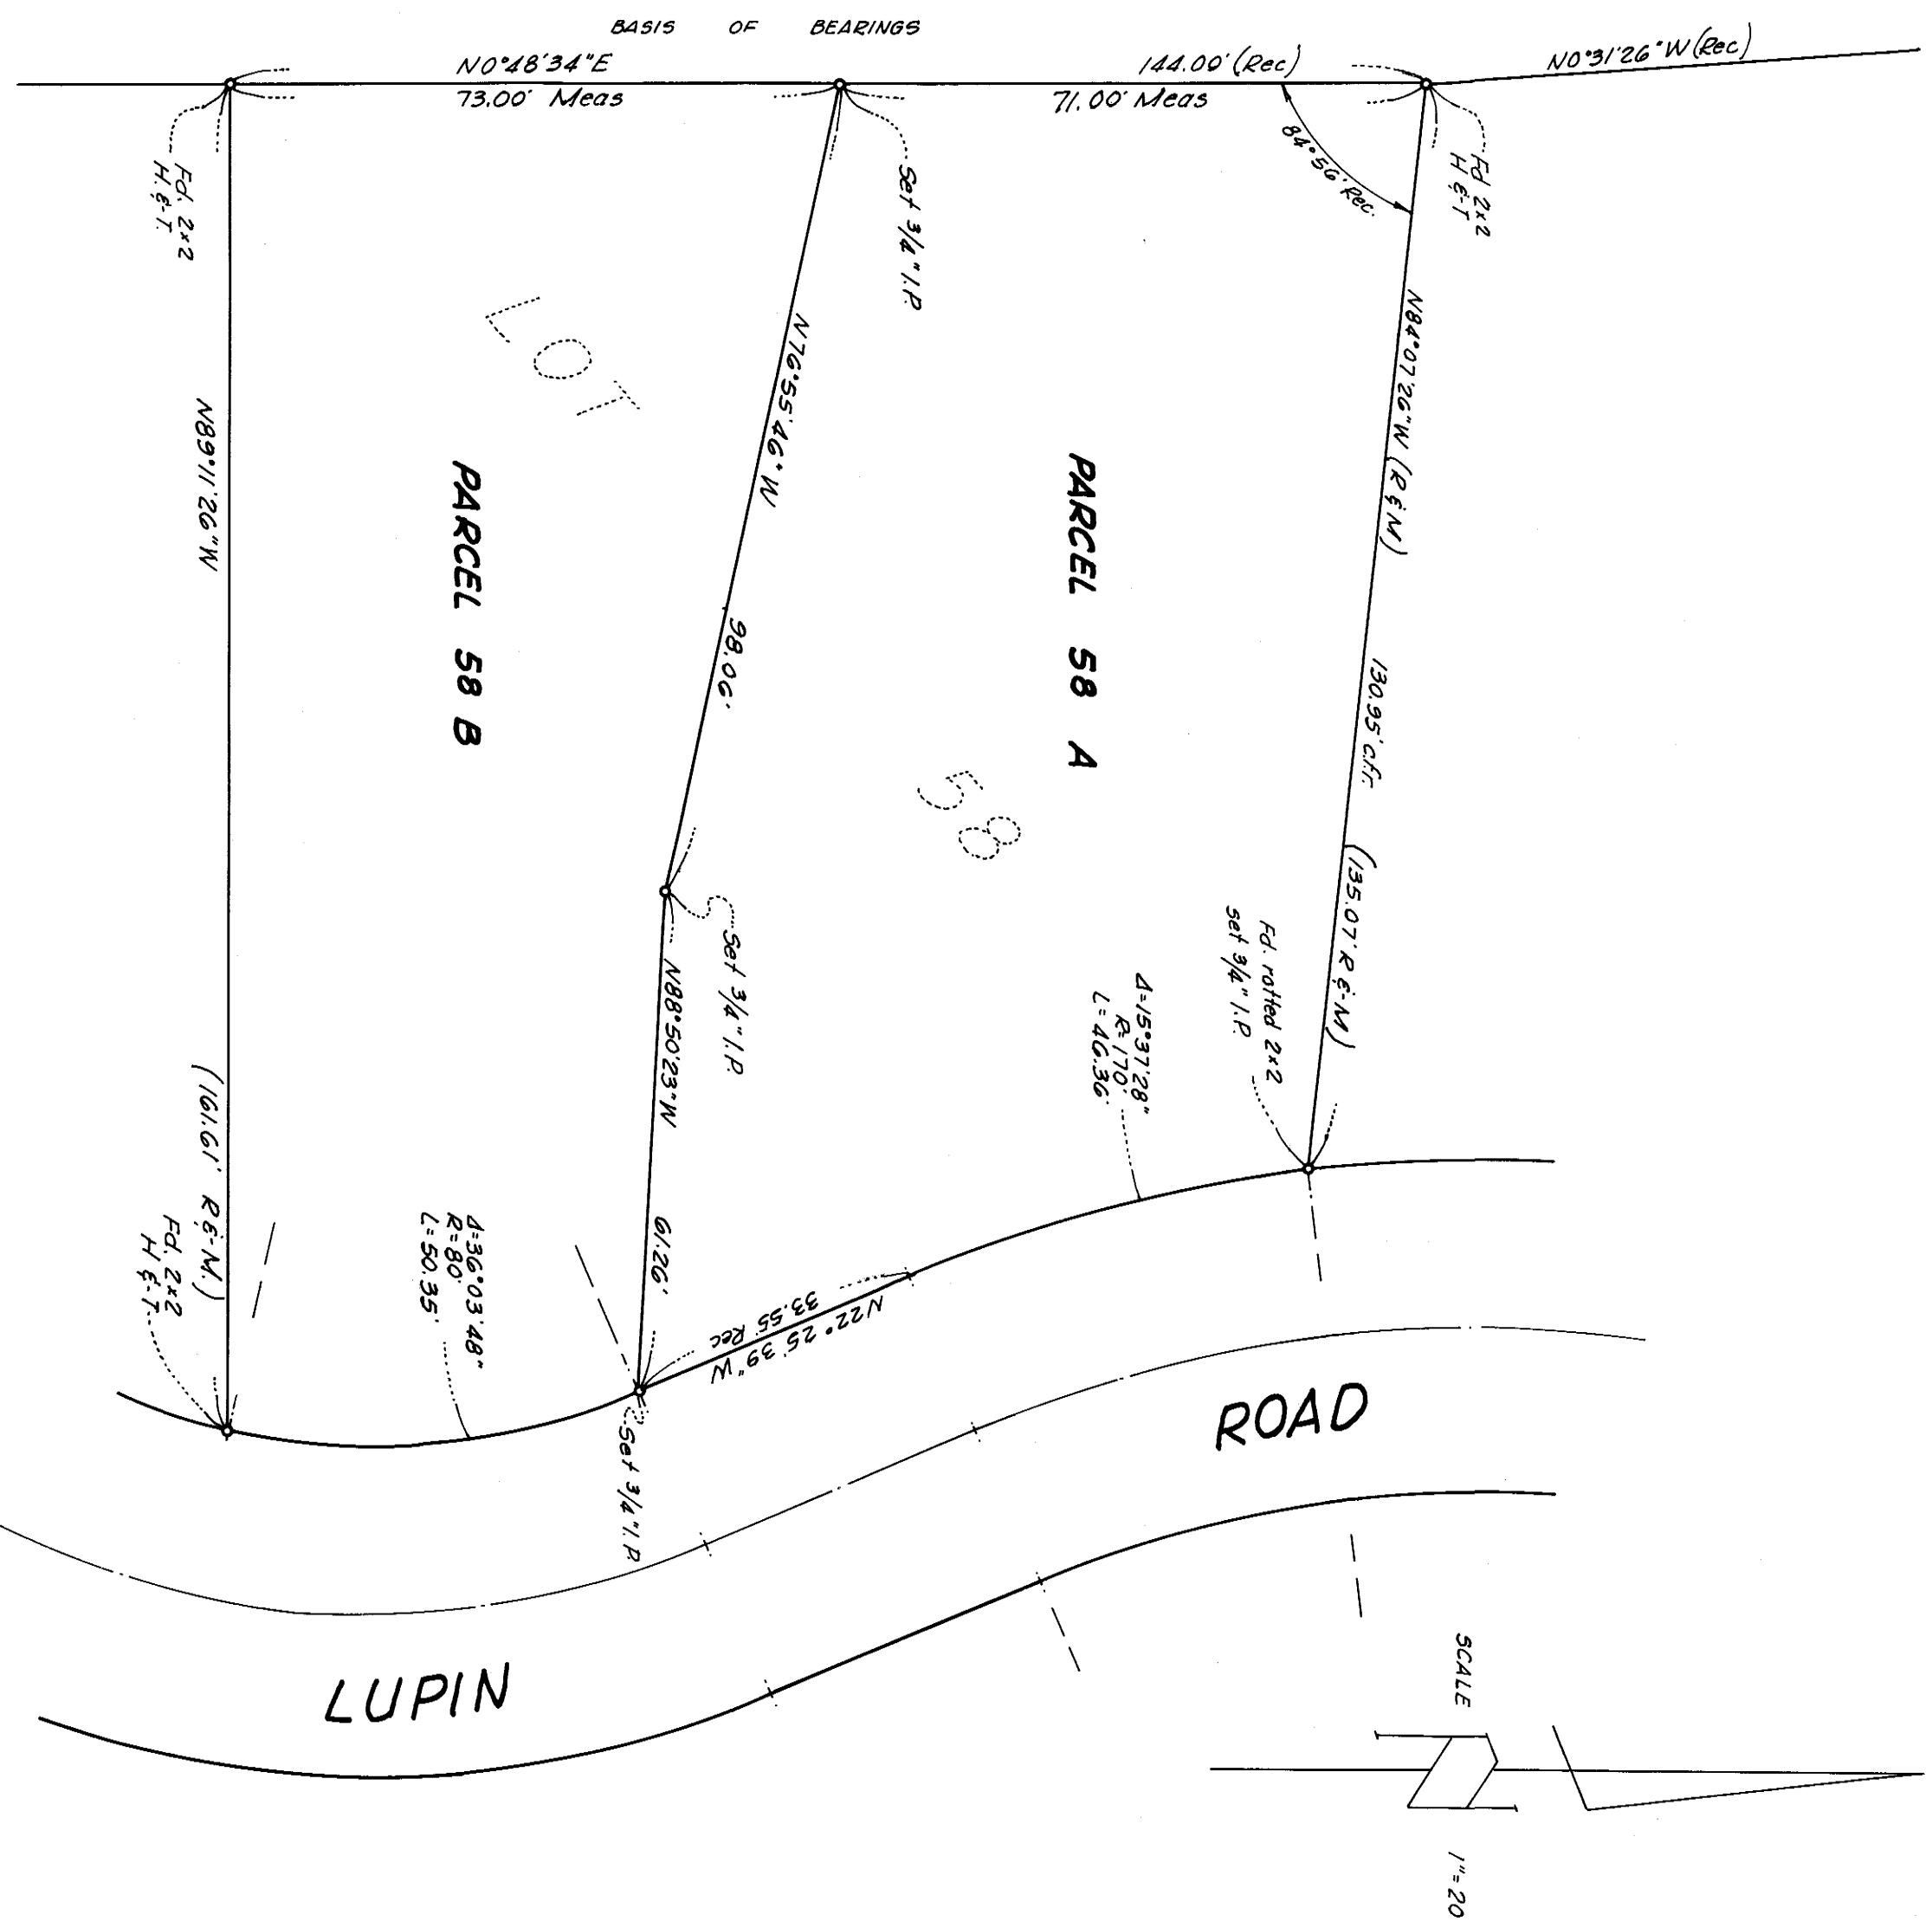 BASIS OF BEARINGS
N0°48'34"E
144.00' (Rec)
N0°31'26"W (Rec)
73.00' Meas
71.00' Meas
84°56' Rec.
Fd. 2x2
H.&T.
Set 3/4" I.P.
Fd 2x2
H &T
LOT
58
N89°11'26"W
(161.61' R&M.)
PARCEL 58 B
N76°55'46"W
98.06'
PARCEL 58 A
N84°07'26"W (R&M)
130.95' c.f.r.
(135.07' R&M)
Set 3/4" I.P.
N88°50'23"W
61.26'
Δ=15°37'28"
R=170'
L=46.36'
Fd. rotted 2x2
set 3/4" I.P.
Δ=36°03'48"
R=80'
L=50.35'
Fd. 2x2
H &T.
33.55' Rec
N22°25'39"W
Set 3/4" I.P.
LUPIN ROAD
SCALE 1"=20
N